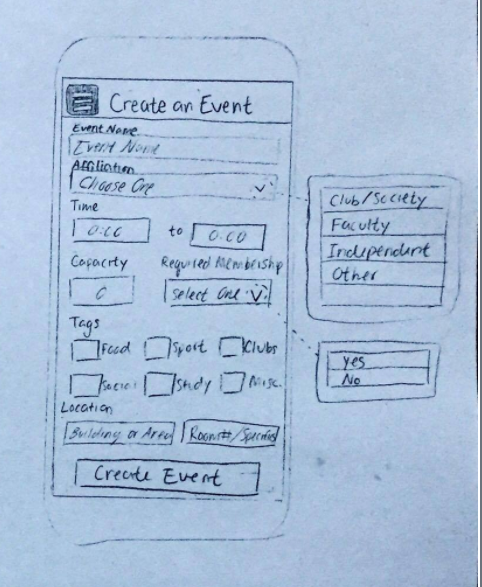 Create an Event
Event Name
Event Name
Affiliation
Choose One
Time
0:00 to 0:00
Capacity Required Membership
0 Select One
Tags
Food Sport Clubs
Social Study Misc.
Location
Building or Area Room#/Specifics
Create Event
Club/Society
Faculty
Independent
Other
Yes
No